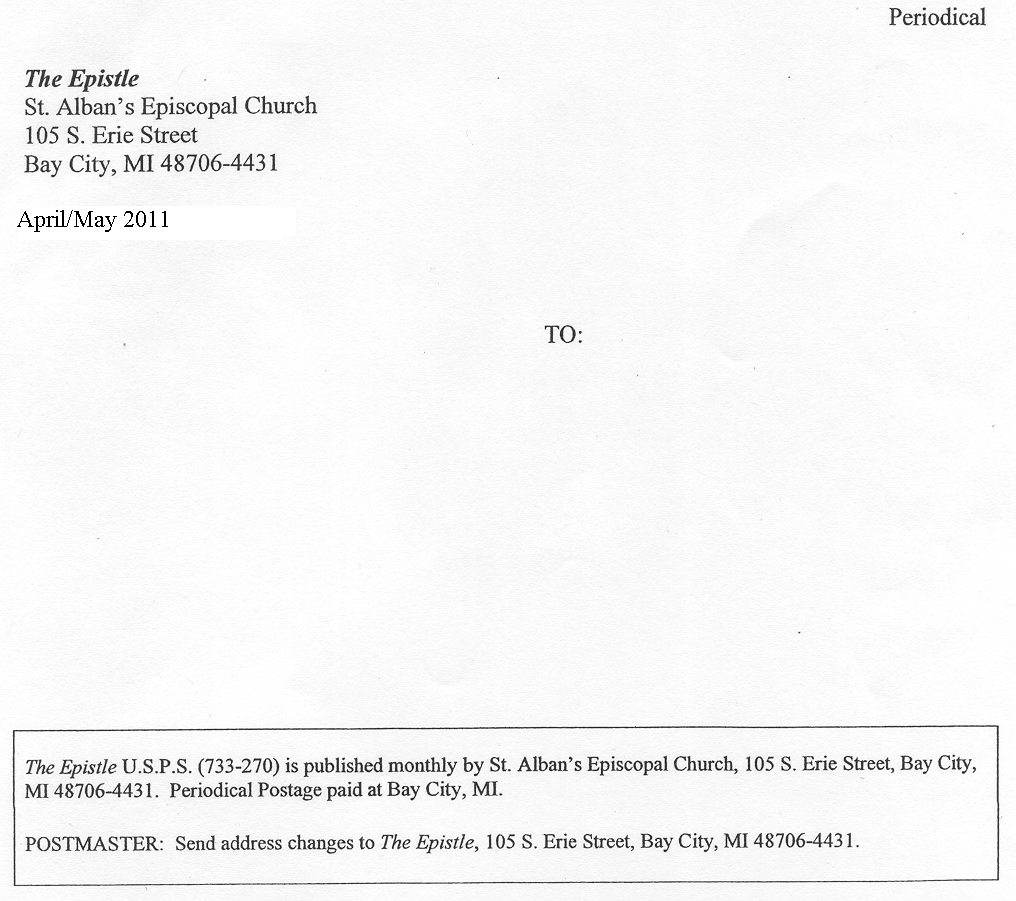 Periodical
The Epistle
St. Alban's Episcopal Church
105 S. Erie Street
Bay City, MI 48706-4431
April/May 2011
TO:
The Epistle U.S.P.S. (733-270) is published monthly by St. Alban's Episcopal Church, 105 S. Erie Street, Bay City,
MI 48706-4431.  Periodical Postage paid at Bay City, MI.
POSTMASTER:  Send address changes to The Epistle, 105 S. Erie Street, Bay City, MI 48706-4431.